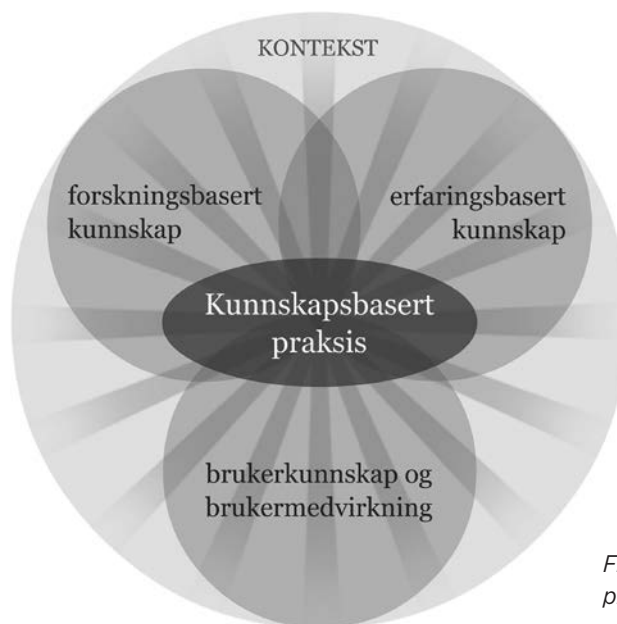 KONTEKST
forskningsbasert
kunnskap
erfaringsbasert
kunnskap
Kunnskapsbasert
praksis
brukerkunnskap og
brukermedvirkning